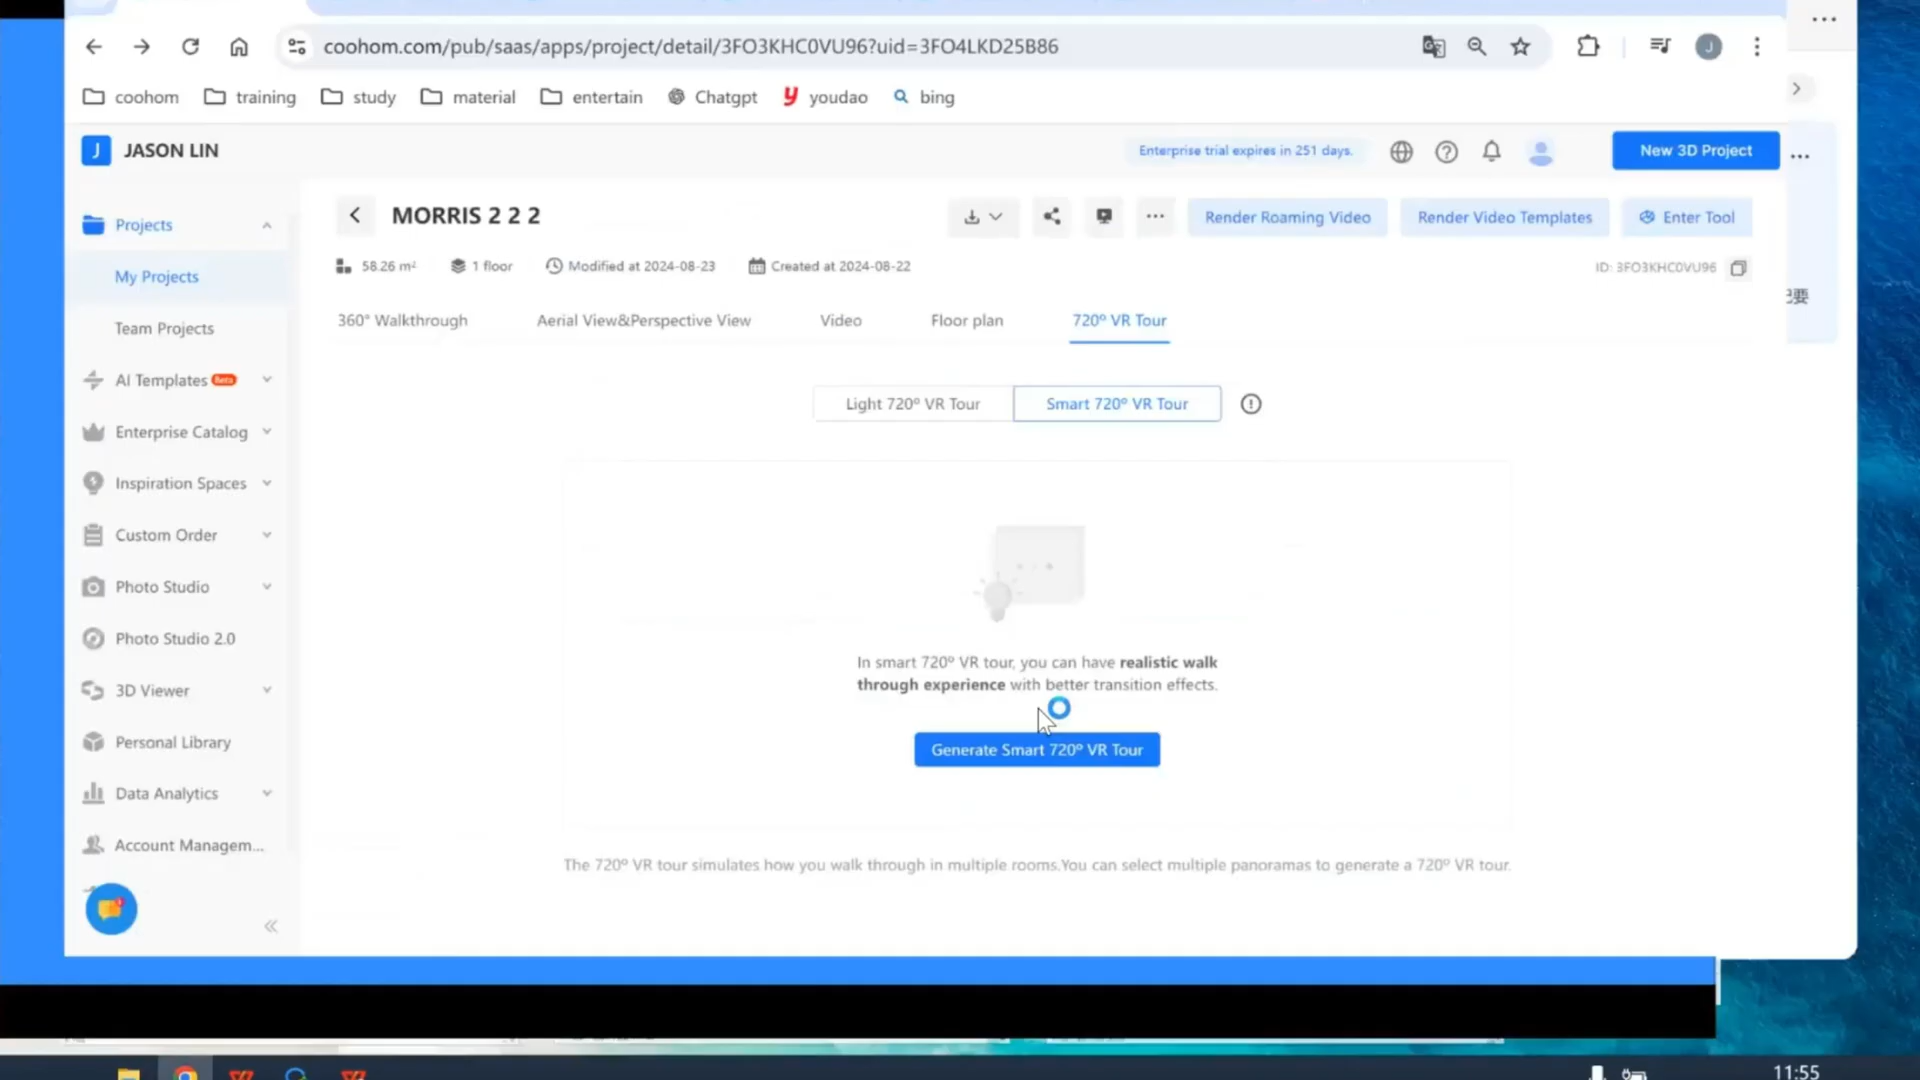 coohom.com/pub/saas/apps/project/detail/3FO3KHC0VU96?uid=3FO4LKD25B86
J
coohom training study material entertain Chatgpt youdao bing
J JASON LIN
Enterprise trial expires in 251 days.
New 3D Project
Projects
My Projects
Team Projects
AI Templates Beta
Enterprise Catalog
Inspiration Spaces
Custom Order
Photo Studio
Photo Studio 2.0
3D Viewer
Personal Library
Data Analytics
Account Managem...
MORRIS 2 2 2
Render Roaming Video
Render Video Templates
Enter Tool
58.26 m² 1 floor Modified at 2024-08-23 Created at 2024-08-22
ID: 3FO3KHC0VU96
360° Walkthrough Aerial View&Perspective View Video Floor plan 720° VR Tour
Light 720° VR Tour Smart 720° VR Tour
In smart 720° VR tour, you can have realistic walk
through experience with better transition effects.
Generate Smart 720° VR Tour
The 720° VR tour simulates how you walk through in multiple rooms.You can select multiple panoramas to generate a 720° VR tour.
要
11:55